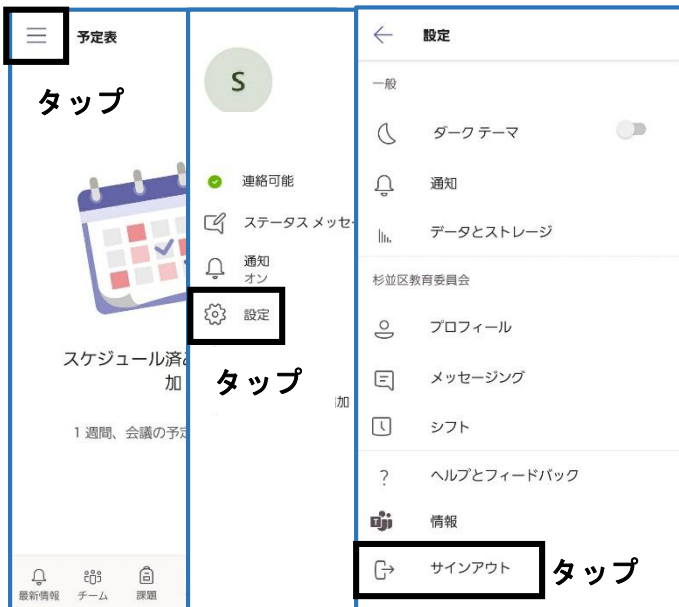 予定表
タップ
スケジュール済
加
1 週間、会議の予定
最新情報
チーム
課題
S
連絡可能
ステータス メッセー
通知
オン
設定
タップ
加
設定
一般
ダーク テーマ
通知
データとストレージ
杉並区教育委員会
プロフィール
メッセージング
シフト
ヘルプとフィードバック
情報
サインアウト
タップ